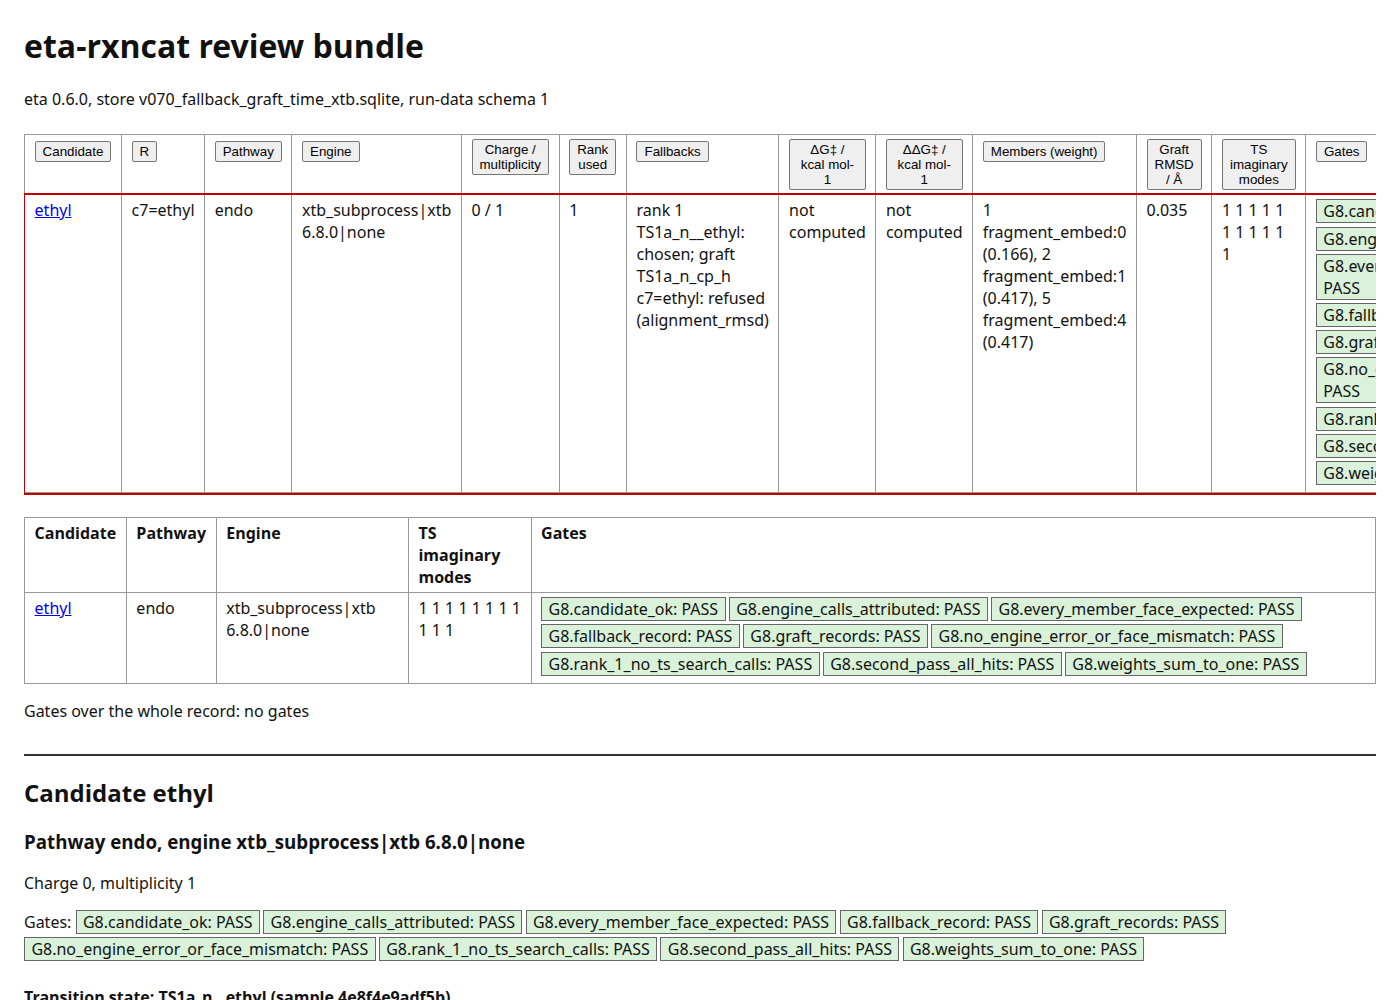 eta-rxncat review bundle
eta 0.6.0, store v070_fallback_graft_time_xtb.sqlite, run-data schema 1
Candidate R Pathway Engine Charge / multiplicity Rank used Fallbacks ΔG‡ / kcal mol-1 ΔΔG‡ / kcal mol-1 Members (weight) Graft RMSD / Å TS imaginary modes Gates
ethyl c7=ethyl endo xtb_subprocess|xtb 0 / 1 1 rank 1 not not 1 0.035 1 1 1 1 1
6.8.0|none TS1a_n__ethyl: computed computed fragment_embed:0 1 1 1 1 1
chosen; graft (0.166), 2 1
TS1a_n_cp_h fragment_embed:1 PASS
c7=ethyl: refused (0.417), 5
(alignment_rmsd) fragment_embed:4
(0.417)
PASS
Candidate Pathway Engine TS imaginary modes Gates
ethyl endo xtb_subprocess|xtb 1 1 1 1 1 1 1 1 G8.candidate_ok: PASS G8.engine_calls_attributed: PASS G8.every_member_face_expected: PASS
6.8.0|none 1 1 1 G8.fallback_record: PASS G8.graft_records: PASS G8.no_engine_error_or_face_mismatch: PASS
G8.rank_1_no_ts_search_calls: PASS G8.second_pass_all_hits: PASS G8.weights_sum_to_one: PASS
Gates over the whole record: no gates
Candidate ethyl
Pathway endo, engine xtb_subprocess|xtb 6.8.0|none
Charge 0, multiplicity 1
Gates: G8.candidate_ok: PASS G8.engine_calls_attributed: PASS G8.every_member_face_expected: PASS G8.fallback_record: PASS G8.graft_records: PASS
G8.no_engine_error_or_face_mismatch: PASS G8.rank_1_no_ts_search_calls: PASS G8.second_pass_all_hits: PASS G8.weights_sum_to_one: PASS
Transition state: TS1a_n__ethyl (sample 4e8f4e9adf5b)